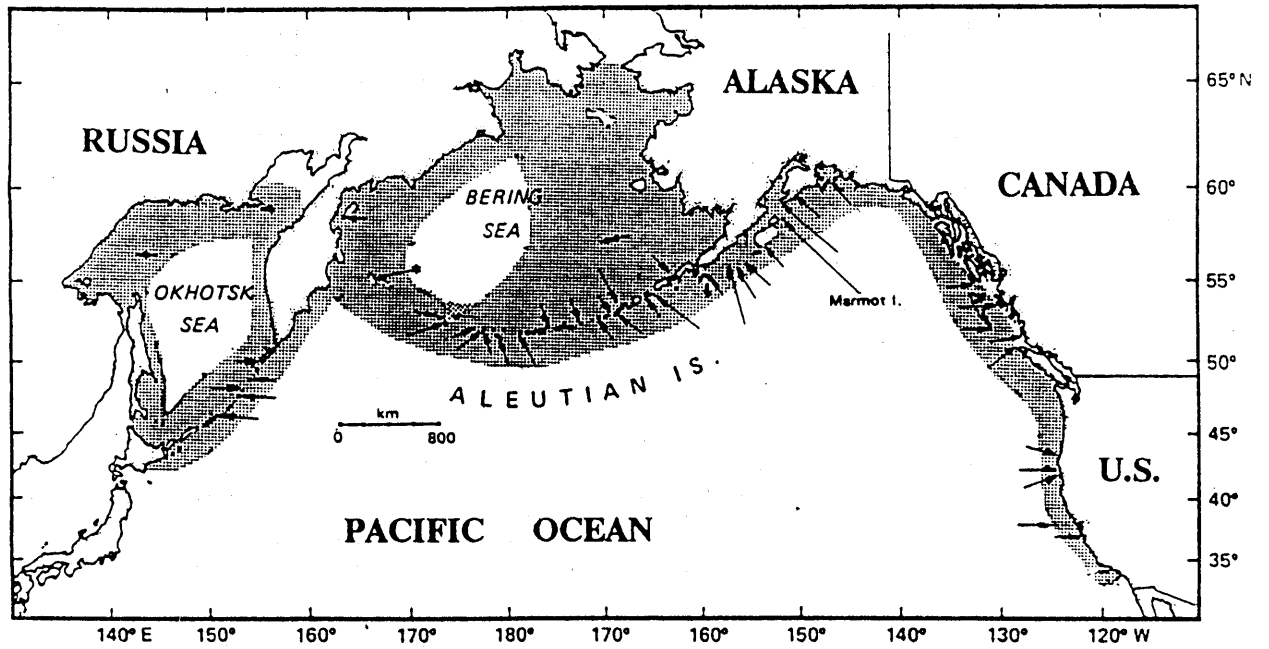 65° N
ALASKA
RUSSIA
CANADA
60°
BERING
SEA
55°
OKHOTSK
SEA
Marmot I.
50°
ALEUTIAN IS.
km
0 800
45°
U.S.
40°
PACIFIC OCEAN
35°
140° E 150° 160° 170° 180° 170° 160° 150° 140° 130° 120° W